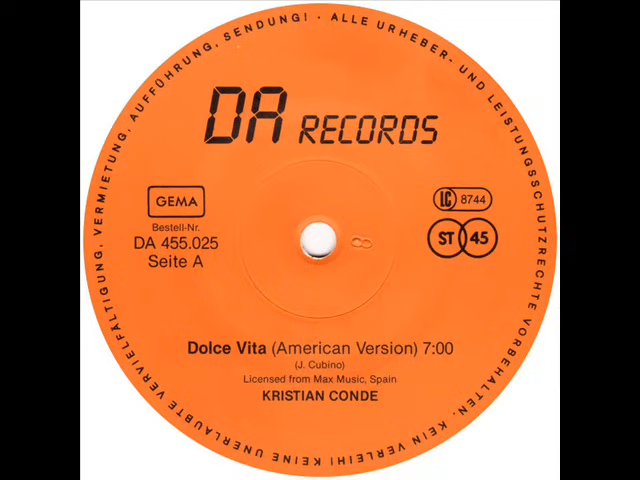 ALLE URHEBER- UND LEISTUNGSSCHUTZRECHTE VORBEHALTEN. KEIN VERLEIH! KEINE UNERLAUBTE VERVIELFÄLTIGUNG, VERMIETUNG, AUFFÜHRUNG, SENDUNG! ·
DA RECORDS
GEMA
LC 8744
Bestell-Nr.
DA 455.025
Seite A
ST 45
8
Dolce Vita (American Version) 7:00
(J. Cubino)
Licensed from Max Music, Spain
KRISTIAN CONDE